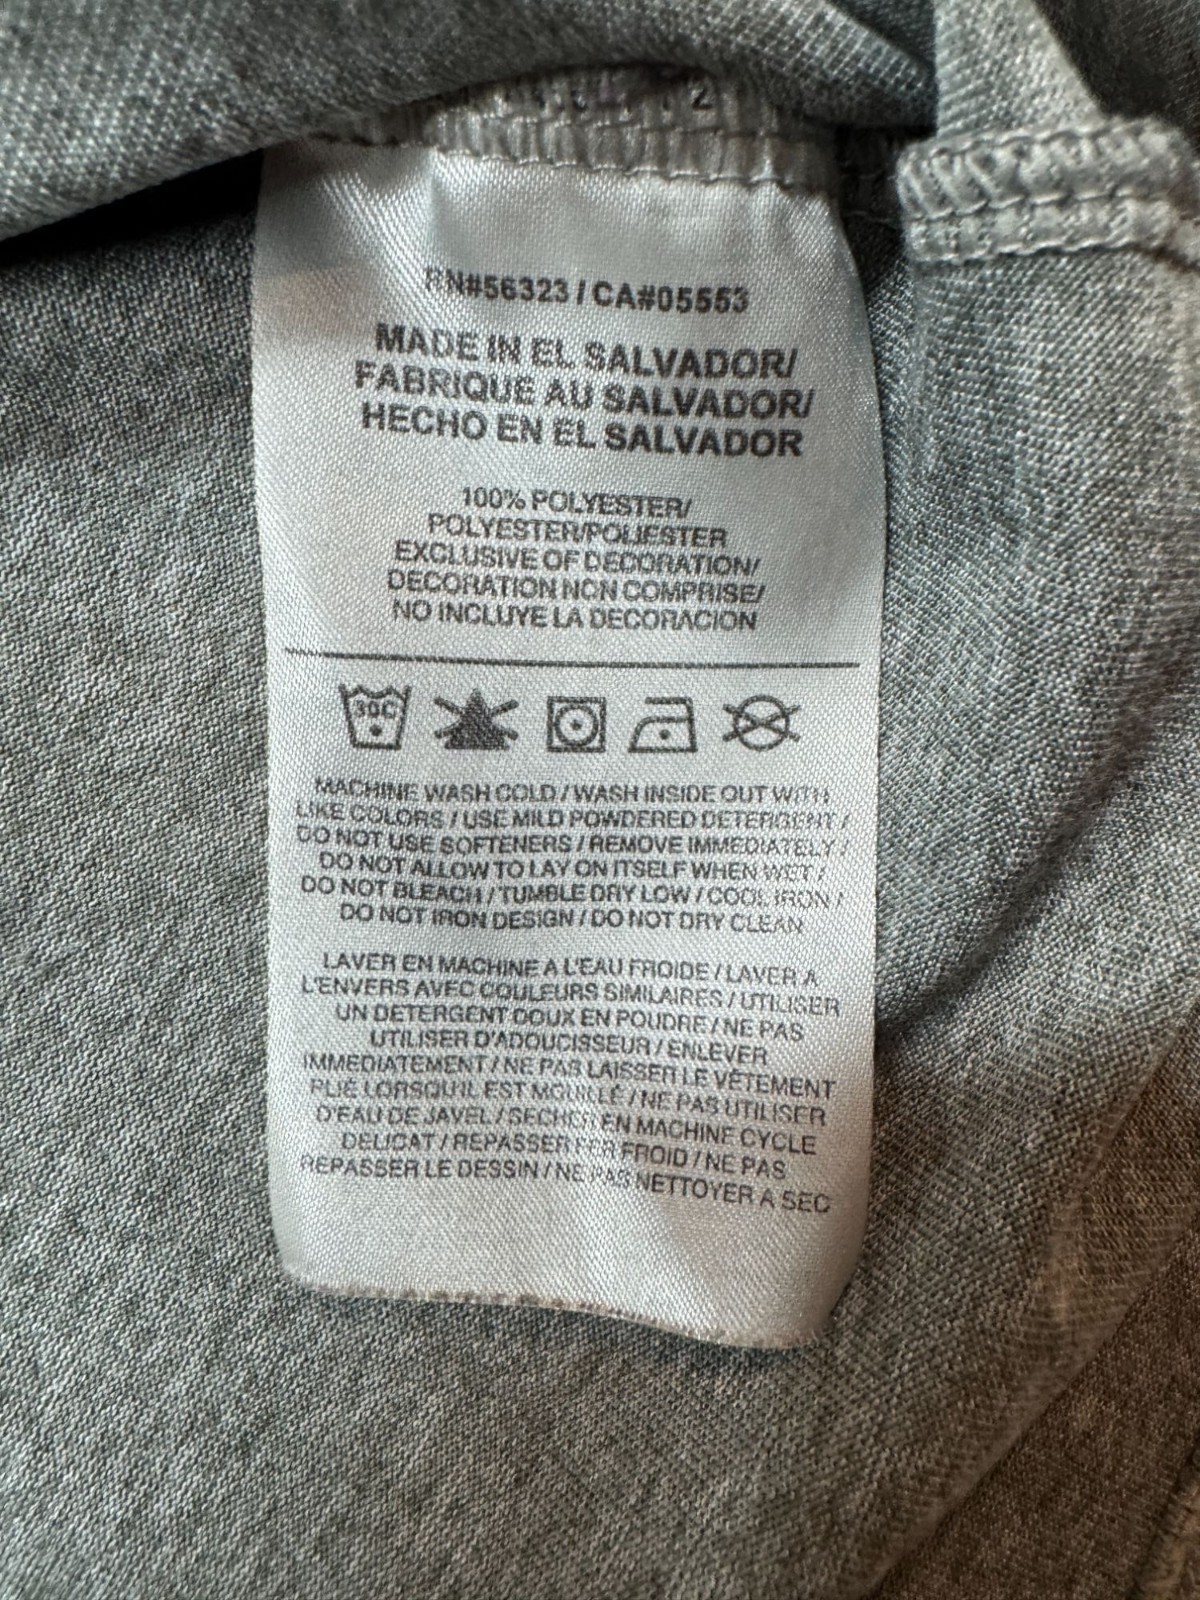 RN#56323 / CA#05553
MADE IN EL SALVADOR/
FABRIQUE AU SALVADOR/
HECHO EN EL SALVADOR
100% POLYESTER/
POLYESTER/POLIESTER
EXCLUSIVE OF DECORATION/
DECORATION NON COMPRISE/
NO INCLUYE LA DECORACION
30C
MACHINE WASH COLD / WASH INSIDE OUT WITH
LIKE COLORS / USE MILD POWDERED DETERGENT /
DO NOT USE SOFTENERS / REMOVE IMMEDIATELY /
DO NOT ALLOW TO LAY ON ITSELF WHEN WET /
DO NOT BLEACH / TUMBLE DRY LOW / COOL IRON /
DO NOT IRON DESIGN / DO NOT DRY CLEAN
LAVER EN MACHINE A L'EAU FROIDE / LAVER A
L'ENVERS AVEC COULEURS SIMILAIRES / UTILISER
UN DETERGENT DOUX EN POUDRE / NE PAS
UTILISER D'ADOUCISSEUR / ENLEVER
IMMEDIATEMENT / NE PAS LAISSER LE VÊTEMENT
PLIÉ LORSQU'IL EST MOUILLÉ / NE PAS UTILISER
D'EAU DE JAVEL / SECHER EN MACHINE CYCLE
DELICAT / REPASSER FER FROID / NE PAS
REPASSER LE DESSIN / NE PAS NETTOYER A SEC